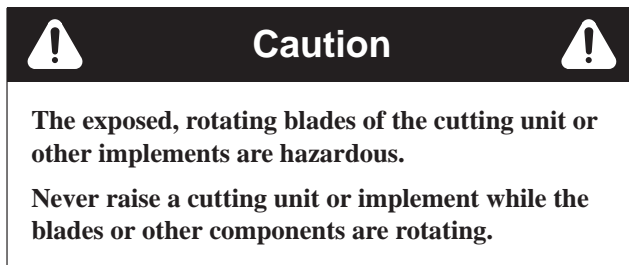 Caution
The exposed, rotating blades of the cutting unit or
other implements are hazardous.
Never raise a cutting unit or implement while the
blades or other components are rotating.